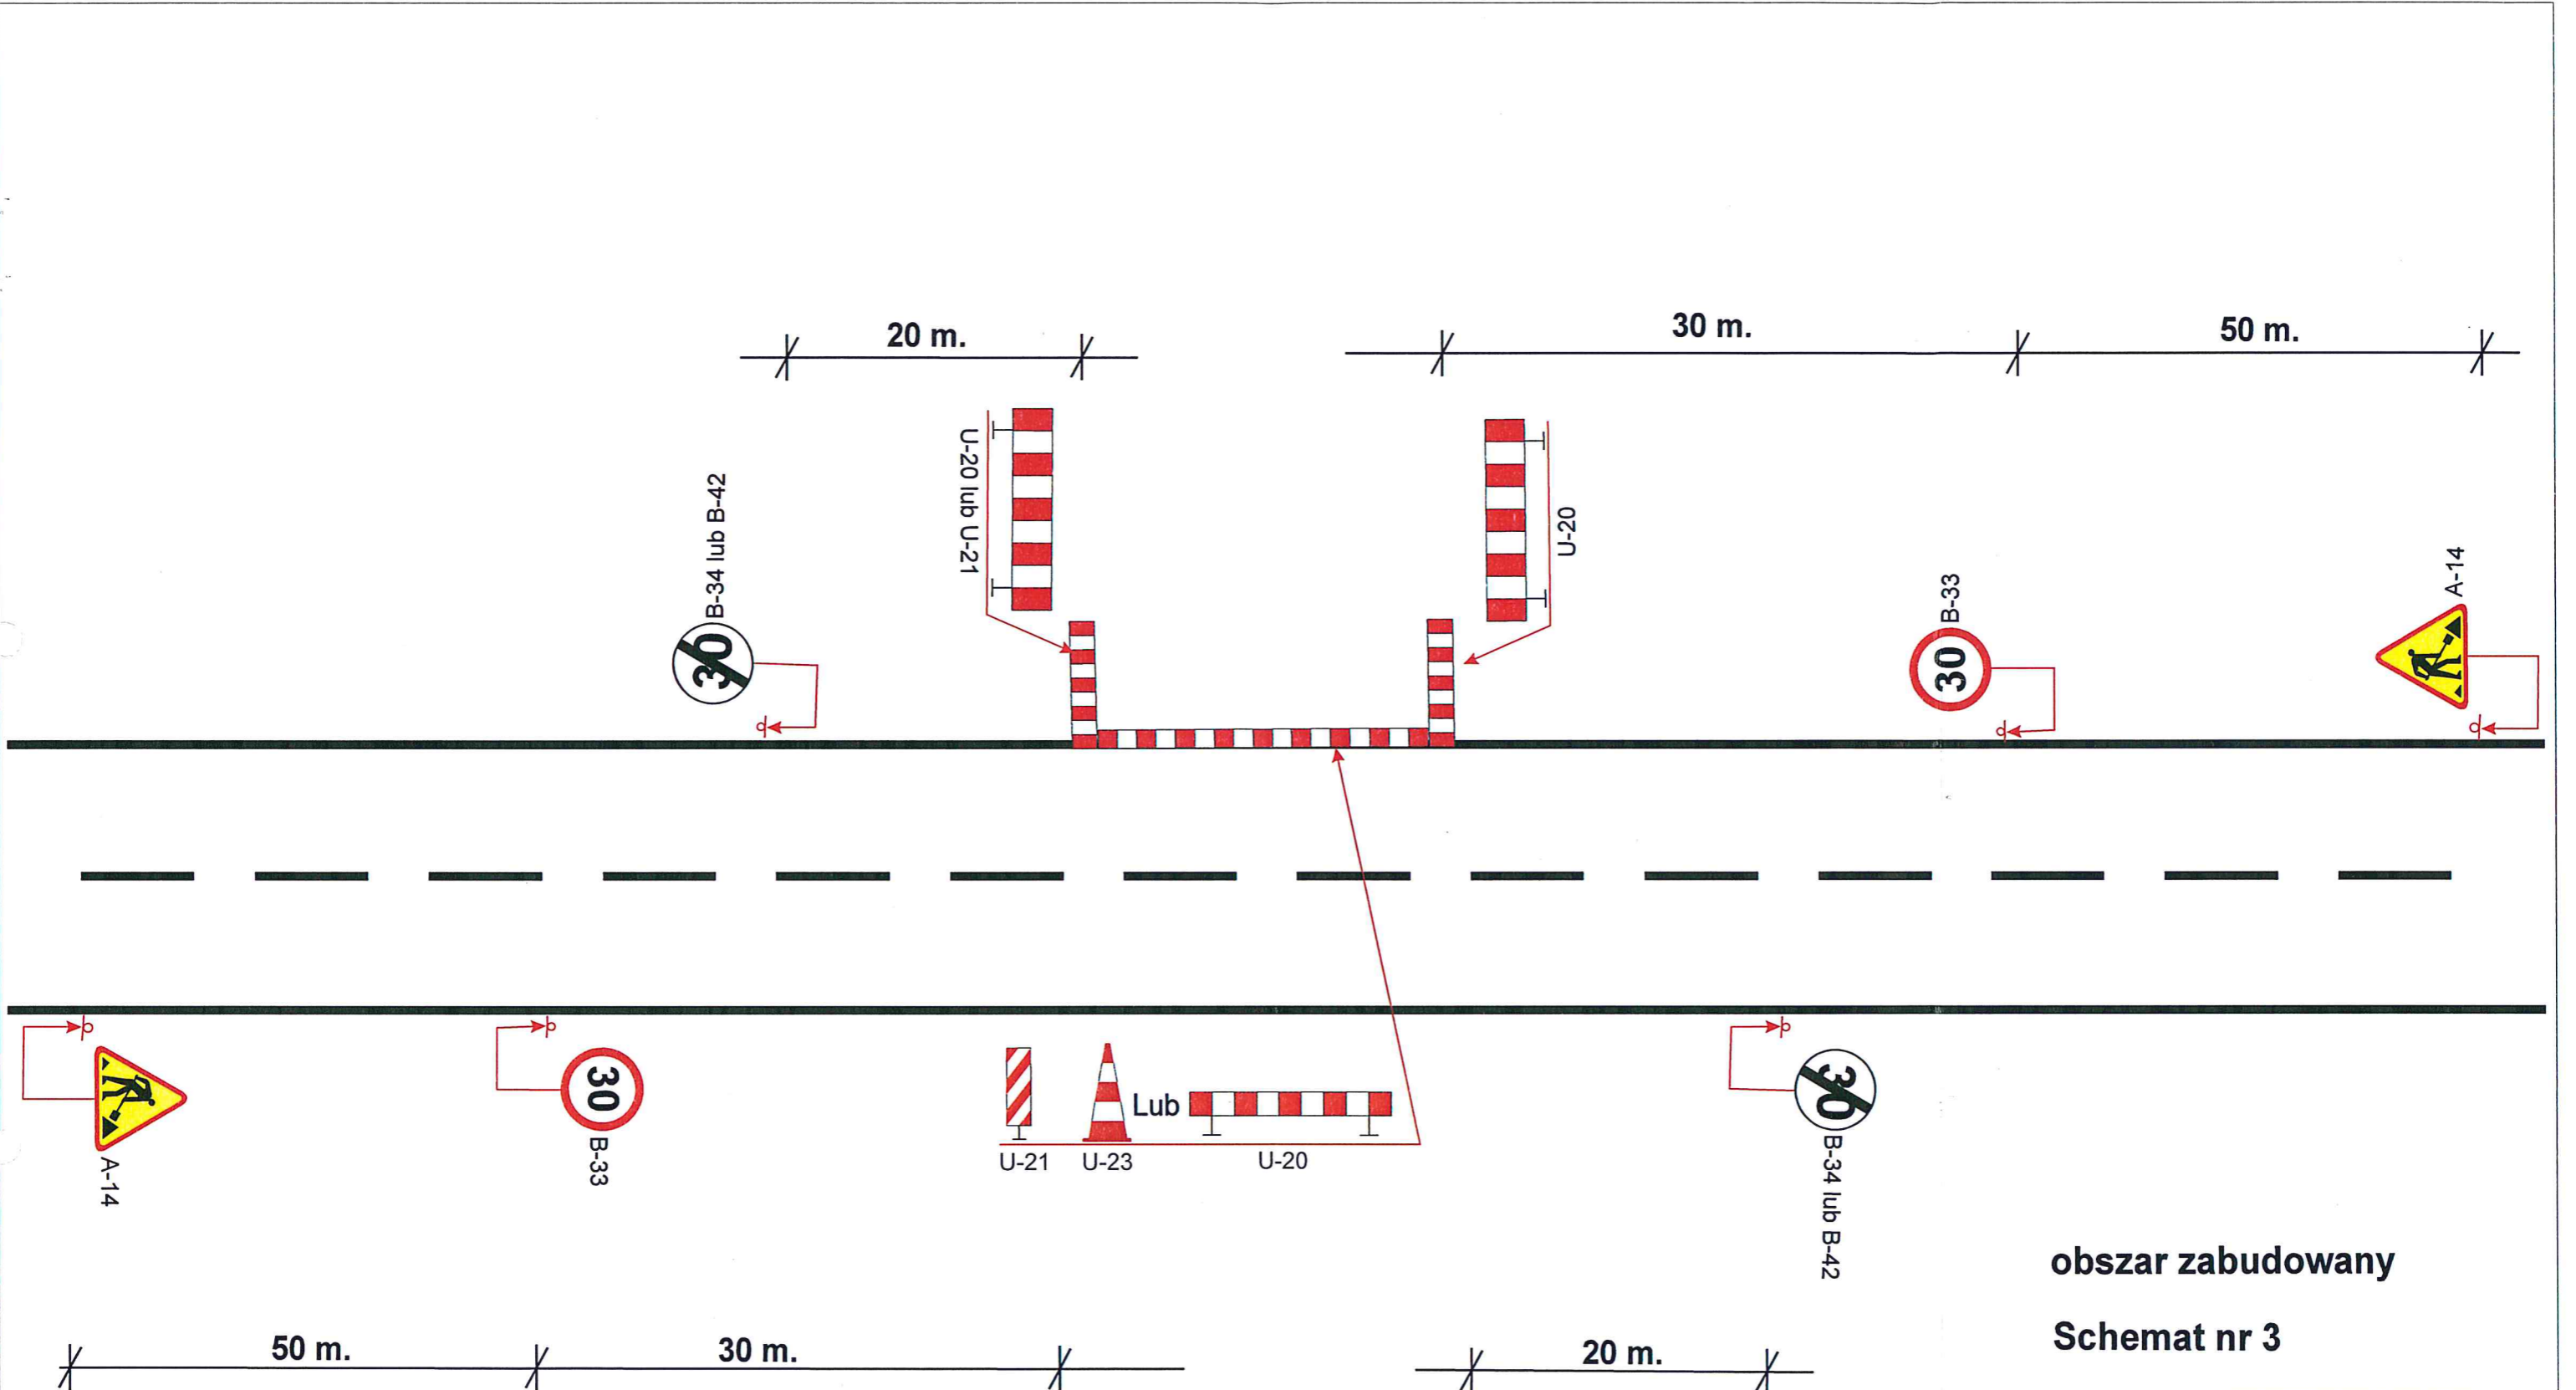 20 m.
30 m.
50 m.
U-20 lub U-21
U-20
B-34 lub B-42
30
B-33
30
A-14
A-14
30
B-33
Lub
U-21
U-23
U-20
30
B-34 lub B-42
obszar zabudowany
Schemat nr 3
50 m.
30 m.
20 m.